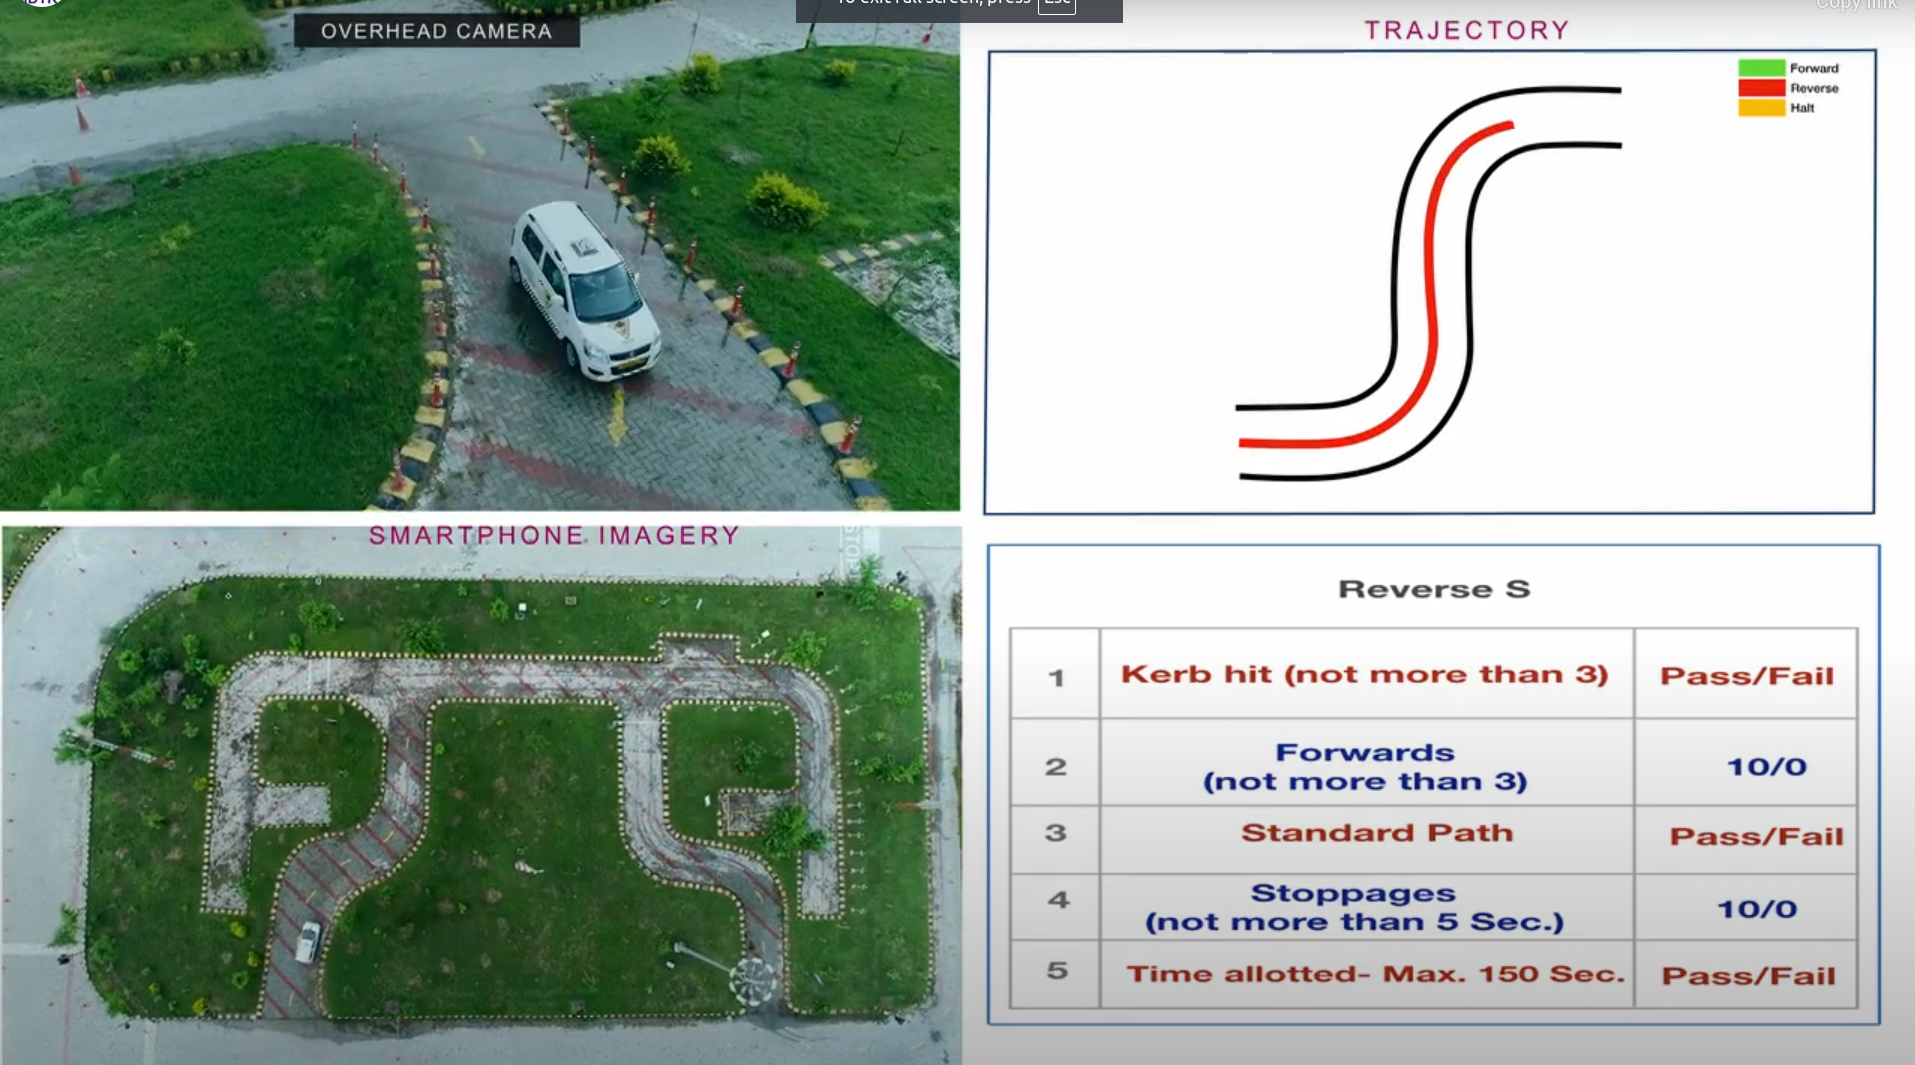 To exit full screen, press Esc
Copy link
OVERHEAD CAMERA
TRAJECTORY
Forward
Reverse
Halt
SMARTPHONE IMAGERY
STOP
Reverse S
1 Kerb hit (not more than 3) Pass/Fail
2 Forwards
(not more than 3) 10/0
3 Standard Path Pass/Fail
4 Stoppages
(not more than 5 Sec.) 10/0
5 Time allotted- Max. 150 Sec. Pass/Fail